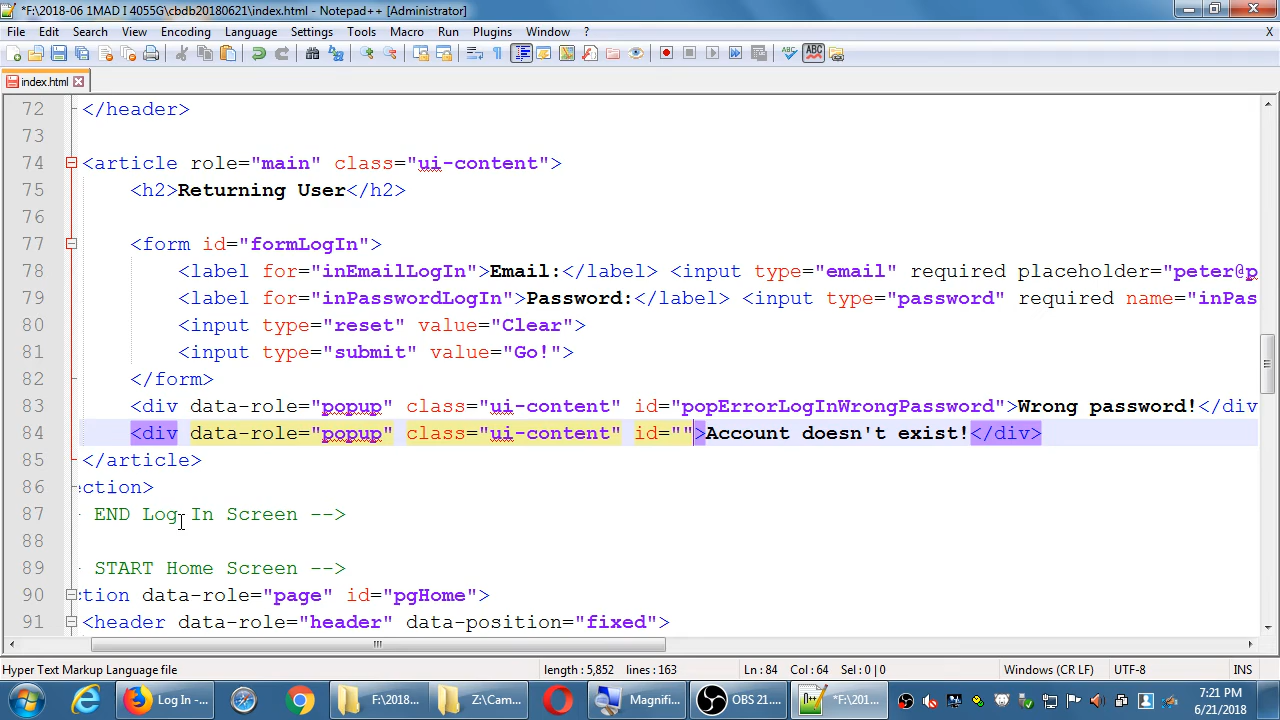 *F:\2018-06 1MAD I 4055G\cbdb20180621\index.html - Notepad++ [Administrator]
File Edit Search View Encoding Language Settings Tools Macro Run Plugins Window ? X
index.html
72 </header>
73
74 <article role="main" class="ui-content">
75 <h2>Returning User</h2>
76
77 <form id="formLogIn">
78 <label for="inEmailLogIn">Email:</label> <input type="email" required placeholder="peter@p
79 <label for="inPasswordLogIn">Password:</label> <input type="password" required name="inPas
80 <input type="reset" value="Clear">
81 <input type="submit" value="Go!">
82 </form>
83 <div data-role="popup" class="ui-content" id="popErrorLogInWrongPassword">Wrong password!</div
84 <div data-role="popup" class="ui-content" id="">Account doesn't exist!</div>
85 </article>
86 ction>
87 END Log In Screen -->
88
89 START Home Screen -->
90 tion data-role="page" id="pgHome">
91 <header data-role="header" data-position="fixed">
Hyper Text Markup Language file length : 5,852 lines : 163 Ln : 84 Col : 64 Sel : 0 | 0 Windows (CR LF) UTF-8 INS
Log In -... F:\2018... Z:\Cam... Magnifi... OBS 21.... *F:\201... 7:21 PM
6/21/2018